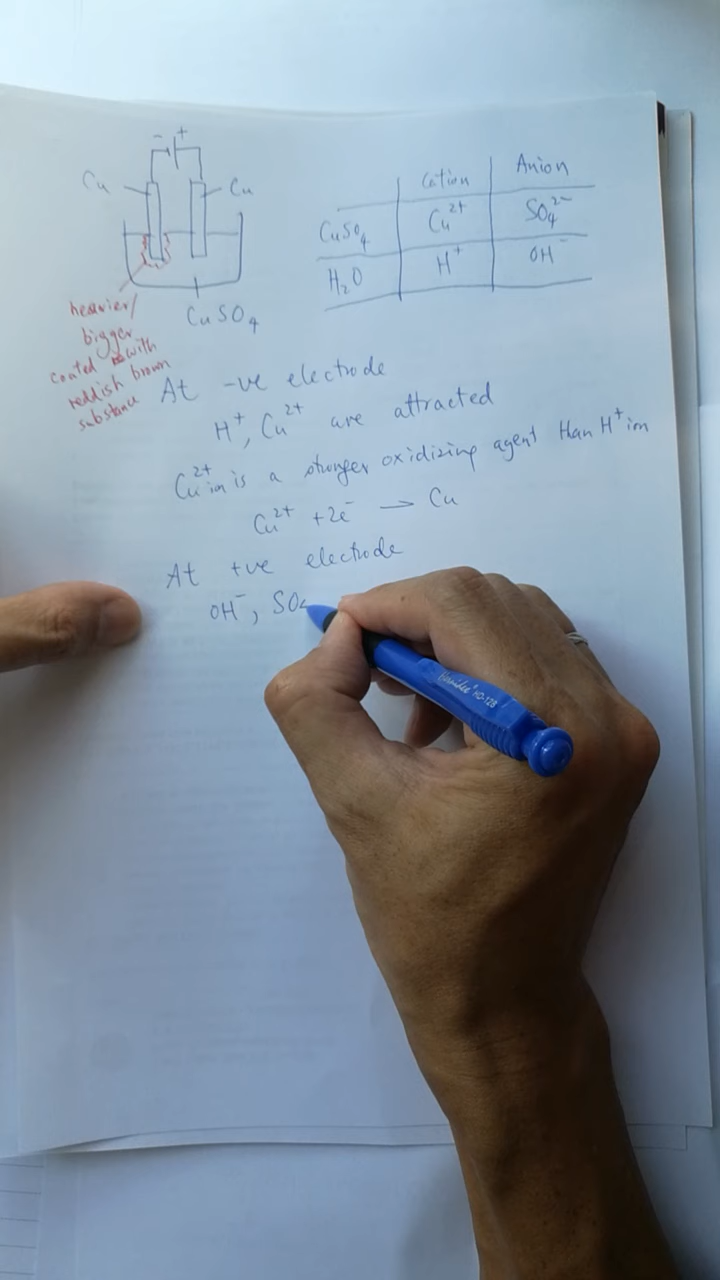 - +
Cu Cu
CuSO4
heavier/
bigger
coated with
reddish brown
substance
Cation Anion
CuSO4 Cu2+ SO42-
H2O H+ OH-
At -ve electrode
H+, Cu2+ are attracted
Cu2+ ion is a stronger oxidizing agent than H+ ion
Cu2+ +2e- → Cu
At +ve electrode
OH-, SO4